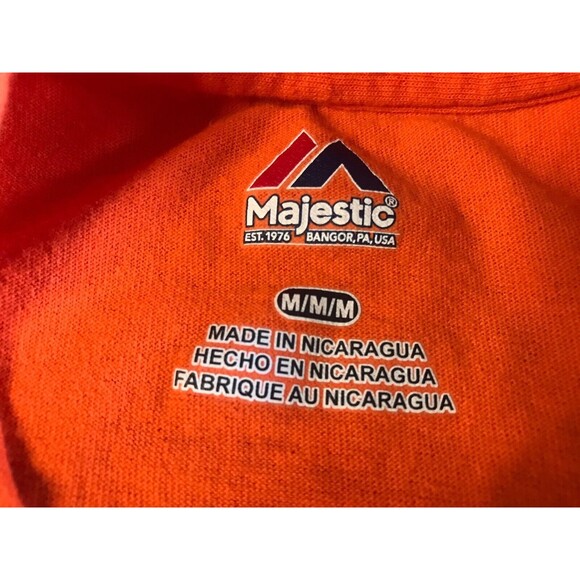 Majestic®
EST. 1976 BANGOR, PA, USA
M/M/M
MADE IN NICARAGUA
HECHO EN NICARAGUA
FABRIQUE AU NICARAGUA